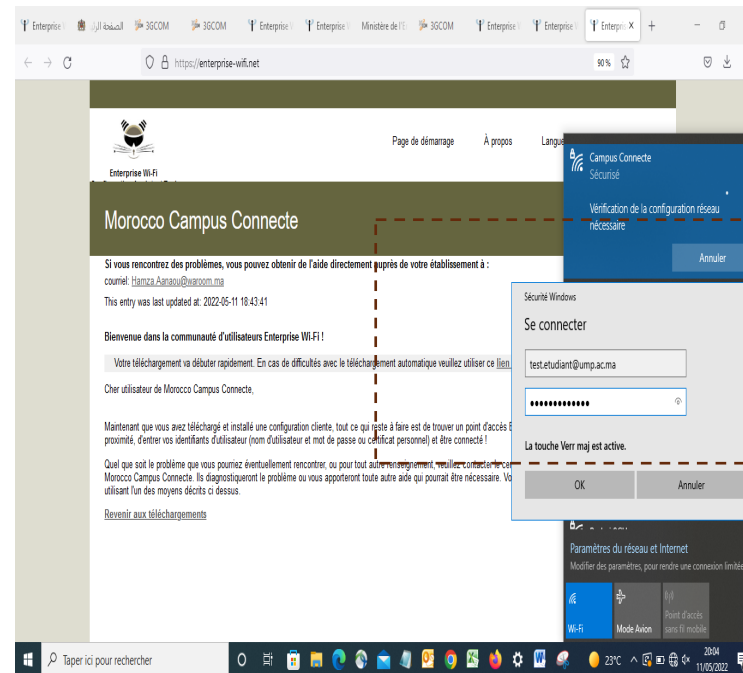 Enterprise
الصفحة
3GCOM
3GCOM
Enterprise
Enterprise
Ministère de l'E
3GCOM
Enterprise
Enterprise
Enterpris
https://enterprise-wifi.net
90 %
Page de démarrage
À propos
Langue
Enterprise Wi-Fi
Morocco Campus Connecte
Si vous rencontrez des problèmes, vous pouvez obtenir de l'aide directement auprès de votre établissement à :
courriel: Hamza.Aanaou@waroom.ma
This entry was last updated at: 2022-05-11 18:43:41
Bienvenue dans la communauté d'utilisateurs Enterprise Wi-Fi !
Votre téléchargement va débuter rapidement. En cas de difficultés avec le téléchargement automatique veuillez utiliser ce lien
Cher utilisateur de Morocco Campus Connecte,
Maintenant que vous avez téléchargé et installé une configuration cliente, tout ce qui reste à faire est de trouver un point d'accès E
proximité, d'entrer vos identifiants d'utilisateur (nom d'utilisateur et mot de passe ou certificat personnel) et être connecté !
Quel que soit le problème que vous pourriez éventuellement rencontrer, ou pour tout autre renseignement, veuillez contacter le cer
Morocco Campus Connecte. Ils diagnostiqueront le problème ou vous apporteront toute autre aide qui pourrait être nécessaire. Vo
utilisant l'un des moyens décrits ci dessus.
Revenir aux téléchargements
Campus Connecte
Sécurisé
Vérification de la configuration réseau
nécessaire
Annuler
Sécurité Windows
Se connecter
test.etudiant@ump.ac.ma
•••••••••••••
La touche Verr maj est active.
OK
Annuler
Paramètres du réseau et Internet
Modifier des paramètres, pour rendre une connexion limitée
Wi-Fi
Mode Avion
Point d'accès
sans fil mobile
Taper ici pour rechercher
23°C
20:04
11/05/2022